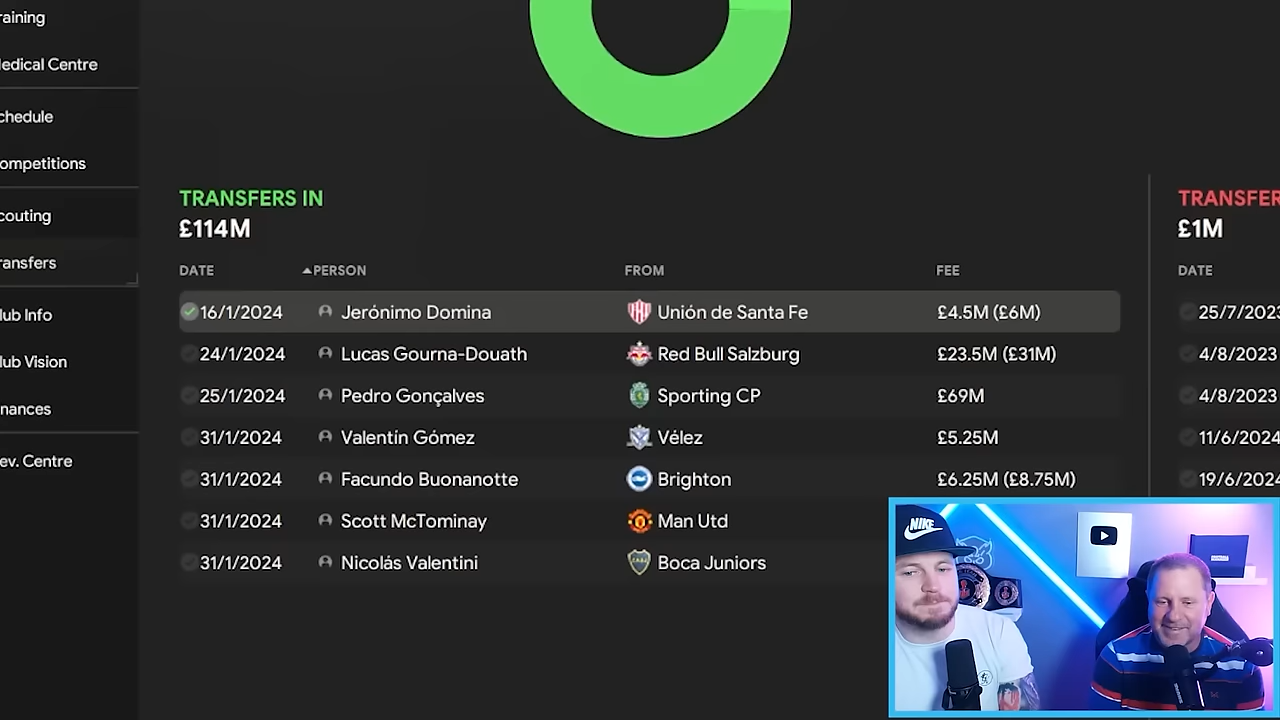 raining
ledical Centre
chedule
ompetitions
couting
ransfers
lub Info
lub Vision
nances
ev. Centre
TRANSFERS IN
£114M
DATE PERSON FROM FEE
16/1/2024 Jerónimo Domina Unión de Santa Fe £4.5M (£6M)
24/1/2024 Lucas Gourna-Douath Red Bull Salzburg £23.5M (£31M)
25/1/2024 Pedro Gonçalves Sporting CP £69M
31/1/2024 Valentín Gómez Vélez £5.25M
31/1/2024 Facundo Buonanotte Brighton £6.25M (£8.75M)
31/1/2024 Scott McTominay Man Utd
31/1/2024 Nicolás Valentini Boca Juniors
TRANSFER
£1M
DATE
25/7/2023
4/8/2023
4/8/2023
11/6/2024
19/6/2024
NIKE